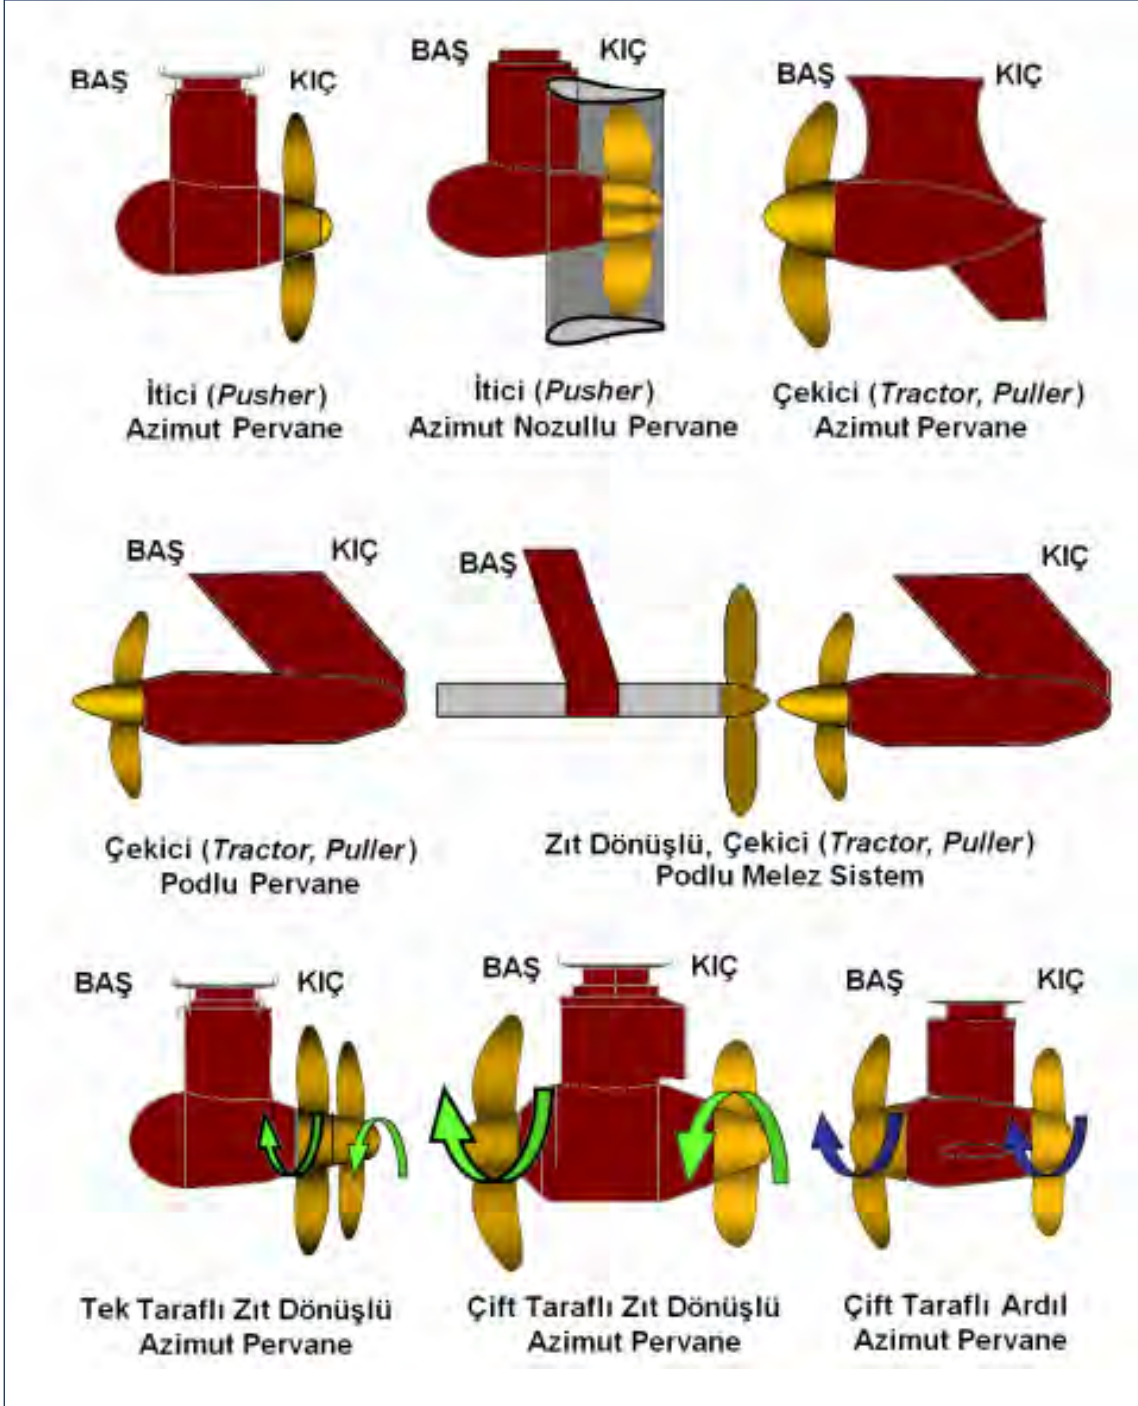 BAŞ KIÇ
İtici (Pusher)
Azimut Pervane
BAŞ KIÇ
İtici (Pusher)
Azimut Nozullu Pervane
BAŞ KIÇ
Çekici (Tractor, Puller)
Azimut Pervane
BAŞ KIÇ
Çekici (Tractor, Puller)
Podlu Pervane
BAŞ KIÇ
Zıt Dönüşlü, Çekici (Tractor, Puller)
Podlu Melez Sistem
BAŞ KIÇ
Tek Taraflı Zıt Dönüşlü
Azimut Pervane
BAŞ KIÇ
Çift Taraflı Zıt Dönüşlü
Azimut Pervane
BAŞ KIÇ
Çift Taraflı Ardıl
Azimut Pervane